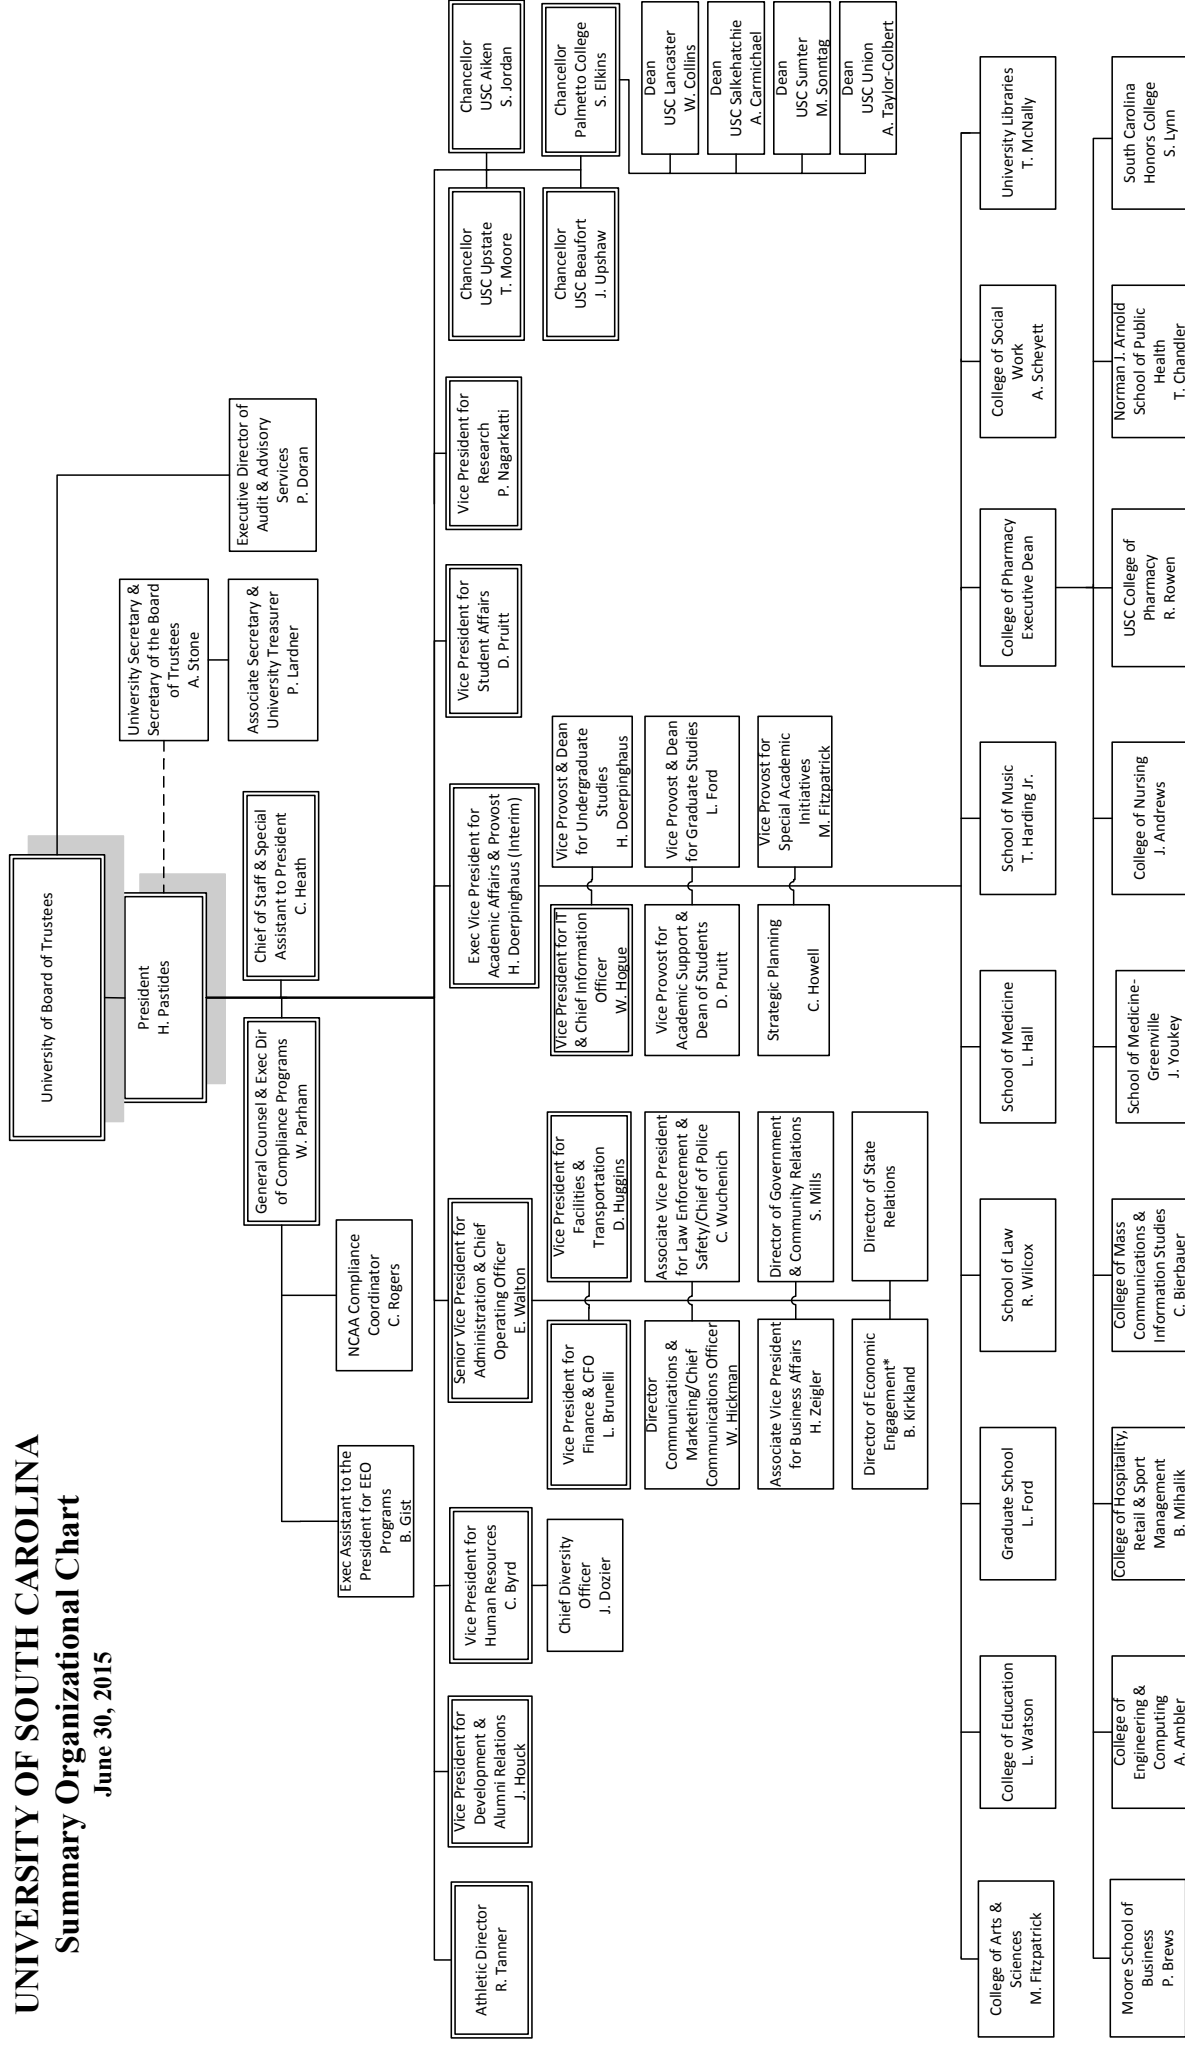 UNIVERSITY OF SOUTH CAROLINA
Summary Organizational Chart
June 30, 2015
University of Board of Trustees
President
H. Pastides
University Secretary &
Secretary of the Board
of Trustees
A. Stone
Associate Secretary &
University Treasurer
P. Lardner
Executive Director of
Audit & Advisory
Services
P. Doran
General Counsel & Exec Dir
of Compliance Programs
W. Parham
Chief of Staff & Special
Assistant to President
C. Heath
Exec Assistant to the
President for EEO
Programs
B. Gist
NCAA Compliance
Coordinator
C. Rogers
Athletic Director
R. Tanner
Vice President for
Development &
Alumni Relations
J. Houck
Vice President for
Human Resources
C. Byrd
Chief Diversity
Officer
J. Dozier
Senior Vice President for
Administration & Chief
Operating Officer
E. Walton
Vice President for
Finance & CFO
L. Brunelli
Vice President for
Facilities &
Transportation
D. Huggins
Director
Communications &
Marketing/Chief
Communications Officer
W. Hickman
Associate Vice President
for Law Enforcement &
Safety/Chief of Police
C. Wuchenich
Associate Vice President
for Business Affairs
H. Zeigler
Director of Government
& Community Relations
S. Mills
Director of Economic
Engagement*
B. Kirkland
Director of State
Relations
Exec Vice President for
Academic Affairs & Provost
H. Doerpinghaus (Interim)
Vice President for IT
& Chief Information
Officer
W. Hogue
Vice Provost & Dean
for Undergraduate
Studies
H. Doerpinghaus
Vice Provost for
Academic Support &
Dean of Students
D. Pruitt
Vice Provost & Dean
for Graduate Studies
L. Ford
Strategic Planning
C. Howell
Vice Provost for
Special Academic
Initiatives
M. Fitzpatrick
Vice President for
Student Affairs
D. Pruitt
Vice President for
Research
P. Nagarkatti
Chancellor
USC Upstate
T. Moore
Chancellor
USC Aiken
S. Jordan
Chancellor
USC Beaufort
J. Upshaw
Chancellor
Palmetto College
S. Elkins
Dean
USC Lancaster
W. Collins
Dean
USC Salkehatchie
A. Carmichael
Dean
USC Sumter
M. Sonntag
Dean
USC Union
A. Taylor-Colbert
College of Arts &
Sciences
M. Fitzpatrick
College of Education
L. Watson
Graduate School
L. Ford
School of Law
R. Wilcox
School of Medicine
L. Hall
School of Music
T. Harding Jr.
College of Pharmacy
Executive Dean
College of Social
Work
A. Scheyett
University Libraries
T. McNally
Moore School of
Business
P. Brews
College of
Engineering &
Computing
A. Ambler
College of Hospitality,
Retail & Sport
Management
B. Mihalik
College of Mass
Communications &
Information Studies
C. Bierbauer
School of Medicine-
Greenville
J. Youkey
College of Nursing
J. Andrews
USC College of
Pharmacy
R. Rowen
Norman J. Arnold
School of Public
Health
T. Chandler
South Carolina
Honors College
S. Lynn